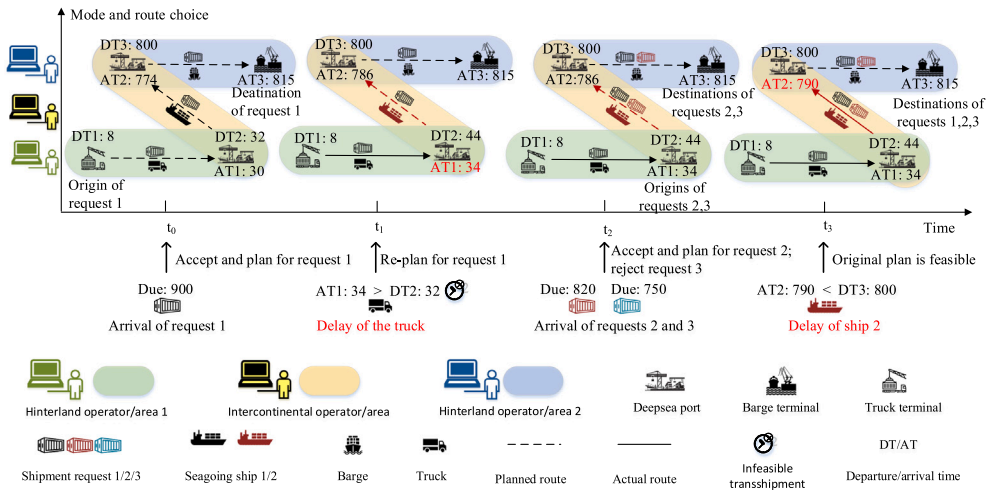 Mode and route choice
DT3: 800
AT2: 774
AT3: 815
Deatination
of request 1
DT1: 8
DT2: 32
AT1: 30
Origin of
request 1
DT3: 800
AT2: 786
AT3: 815
DT1: 8
DT2: 44
AT1: 34
DT3: 800
AT2:786
AT3: 815
Destinations of
requests 2,3
DT1: 8
DT2: 44
AT1: 34
Origins of
requests 2,3
DT3: 800
AT2: 790
AT3: 815
Destinations of
requests 1,2,3
DT1: 8
DT2: 44
AT1: 34
t0
t1
t2
t3
Time
Accept and plan for request 1
Re-plan for request 1
Accept and plan for request 2;
reject request 3
Original plan is feasible
Due: 900
Arrival of request 1
AT1: 34 > DT2: 32
Delay of the truck
Due: 820
Due: 750
Arrival of requests 2 and 3
AT2: 790 < DT3: 800
Delay of ship 2
Hinterland operator/area 1
Intercontinental operator/area
Hinterland operator/area 2
Deepsea port
Barge terminal
Truck terminal
DT/AT
Shipment request 1/2/3
Seagoing ship 1/2
Barge
Truck
Planned route
Actual route
Infeasible
transshipment
Departure/arrival time